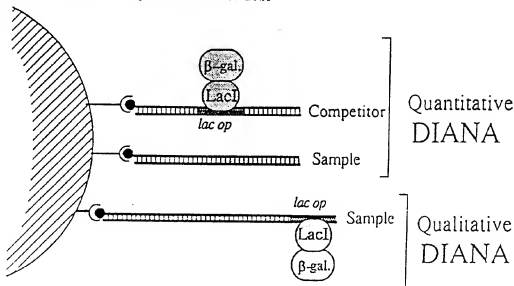 β-gal.
LacI
lac op
Competitor
Sample
Quantitative
DIANA
lac op
Sample
LacI
β-gal.
Qualitative
DIANA